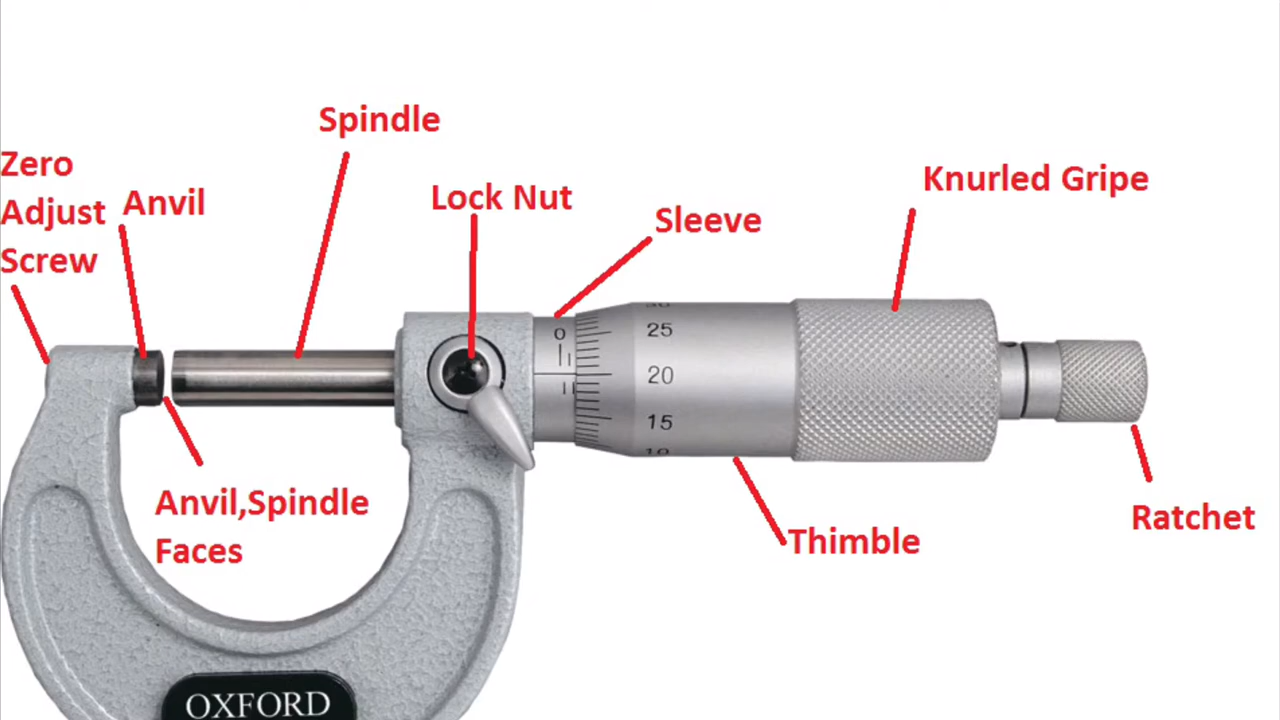 Spindle
Zero
Adjust
Screw
Anvil
Lock Nut
Sleeve
Knurled Gripe
0
25
20
15
10
Anvil,Spindle
Faces
Thimble
Ratchet
OXFORD